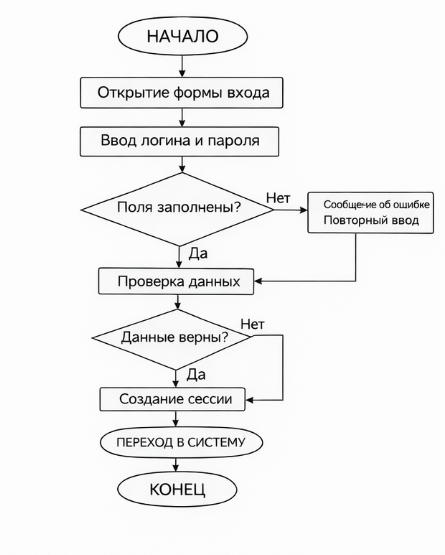 НАЧАЛО
Открытие формы входа
Ввод логина и пароля
Поля заполнены?
Нет
Сообщение об ошибке
Повторный ввод
Да
Проверка данных
Данные верны?
Нет
Да
Создание сессии
ПЕРЕХОД В СИСТЕМУ
КОНЕЦ